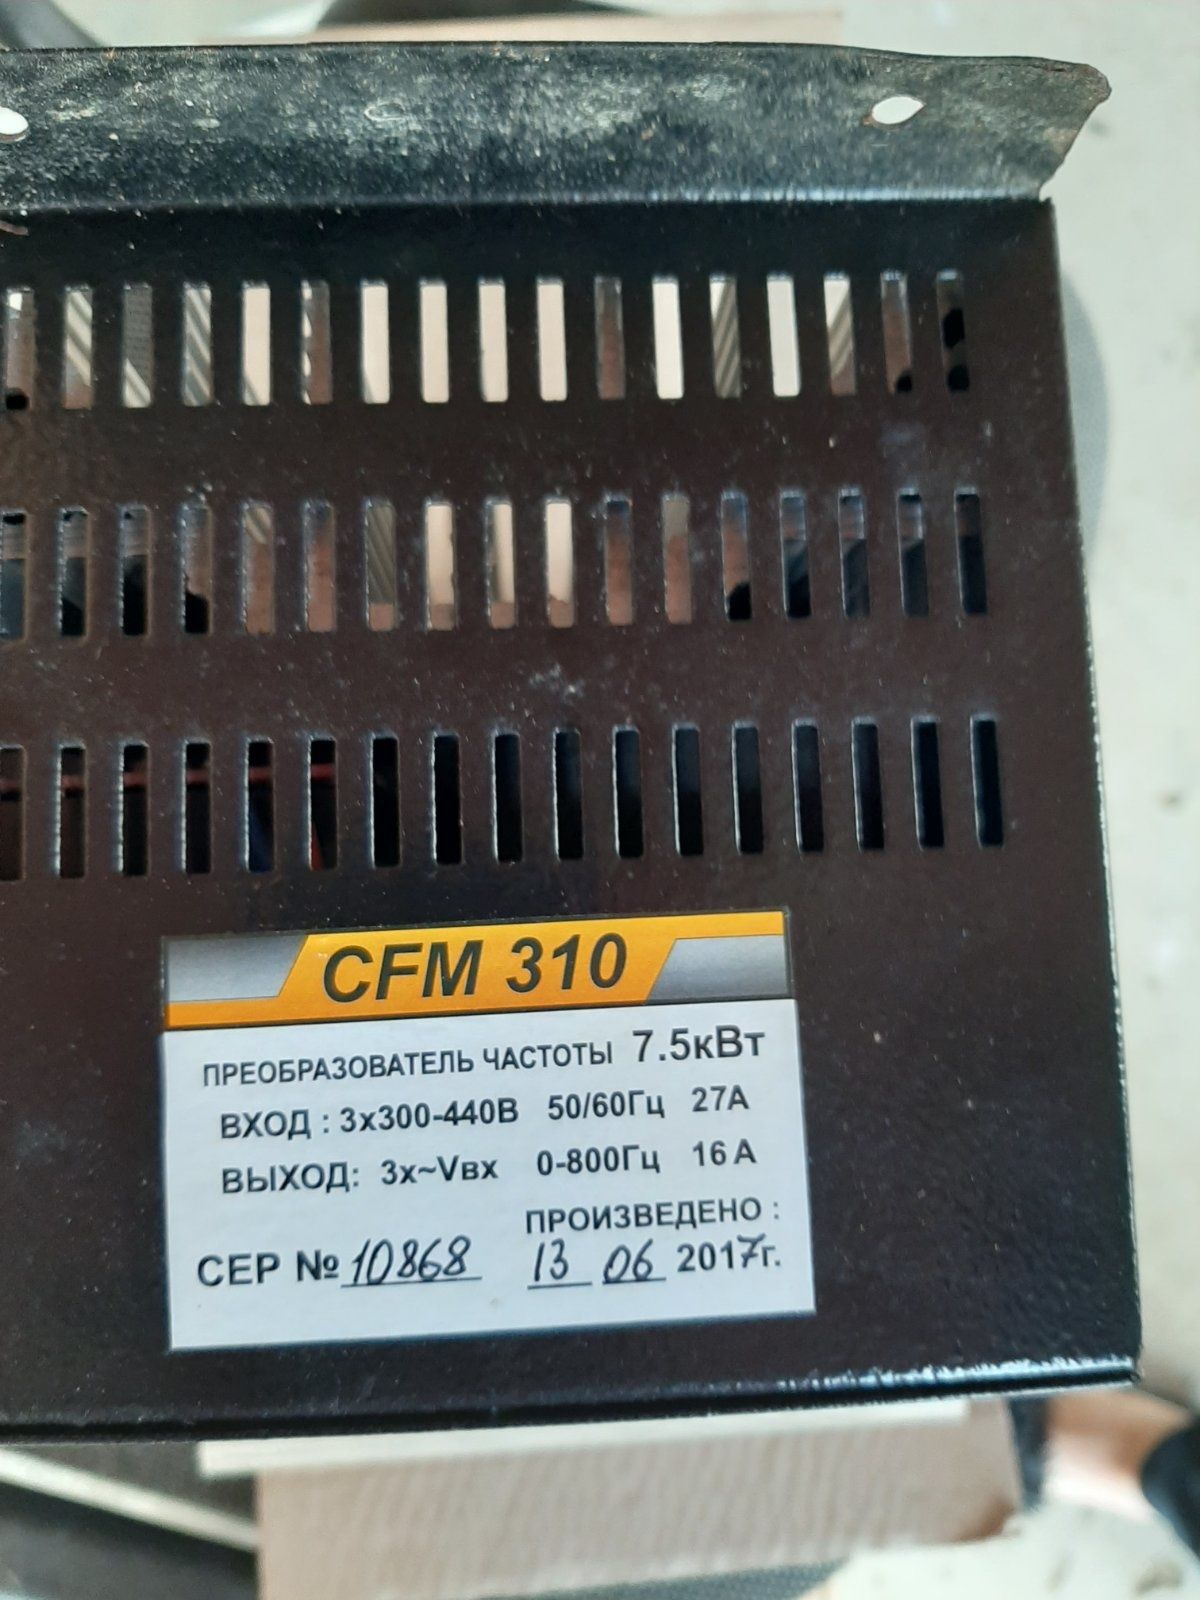 CFM 310
ПРЕОБРАЗОВАТЕЛЬ ЧАСТОТЫ 7.5кВт
ВХОД : 3х300-440В 50/60Гц 27А
ВЫХОД: 3х~Vвх 0-800Гц 16 А
ПРОИЗВЕДЕНО :
СЕР № 10868 13 06 2017г.